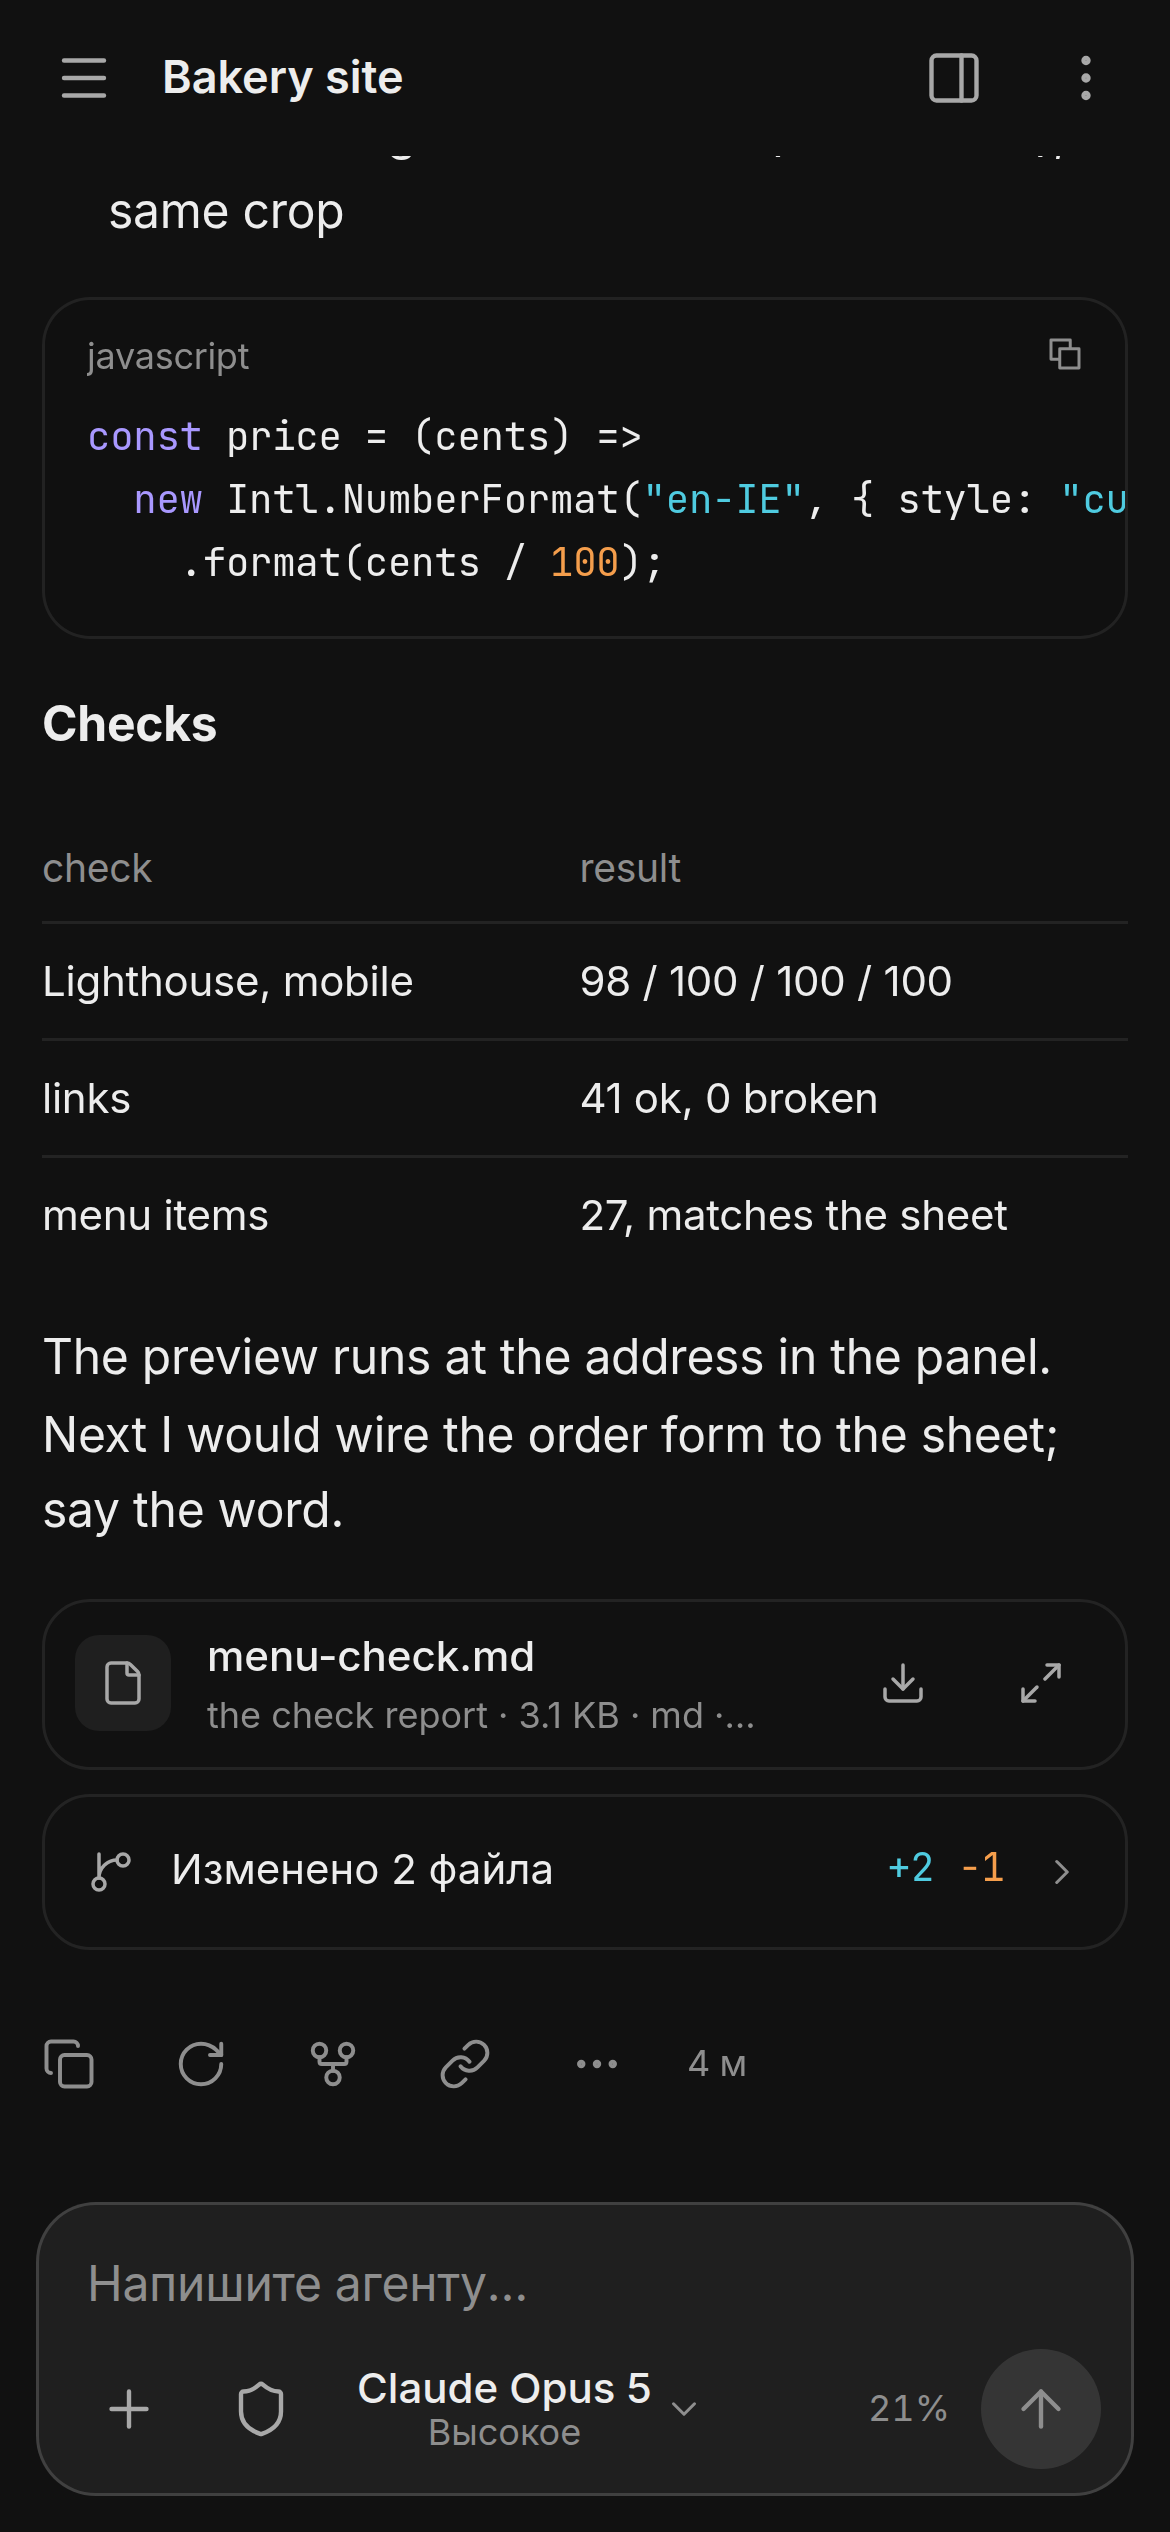 Bakery site
same crop
javascript
const price = (cents) =>
new Intl.NumberFormat("en-IE", { style: "cu
.format(cents / 100);
Checks
check result
Lighthouse, mobile 98 / 100 / 100 / 100
links 41 ok, 0 broken
menu items 27, matches the sheet
The preview runs at the address in the panel.
Next I would wire the order form to the sheet;
say the word.
menu-check.md
the check report · 3.1 KB · md ·...
Изменено 2 файла +2 -1
4 м
Напишите агенту...
Claude Opus 5
Высокое
21%